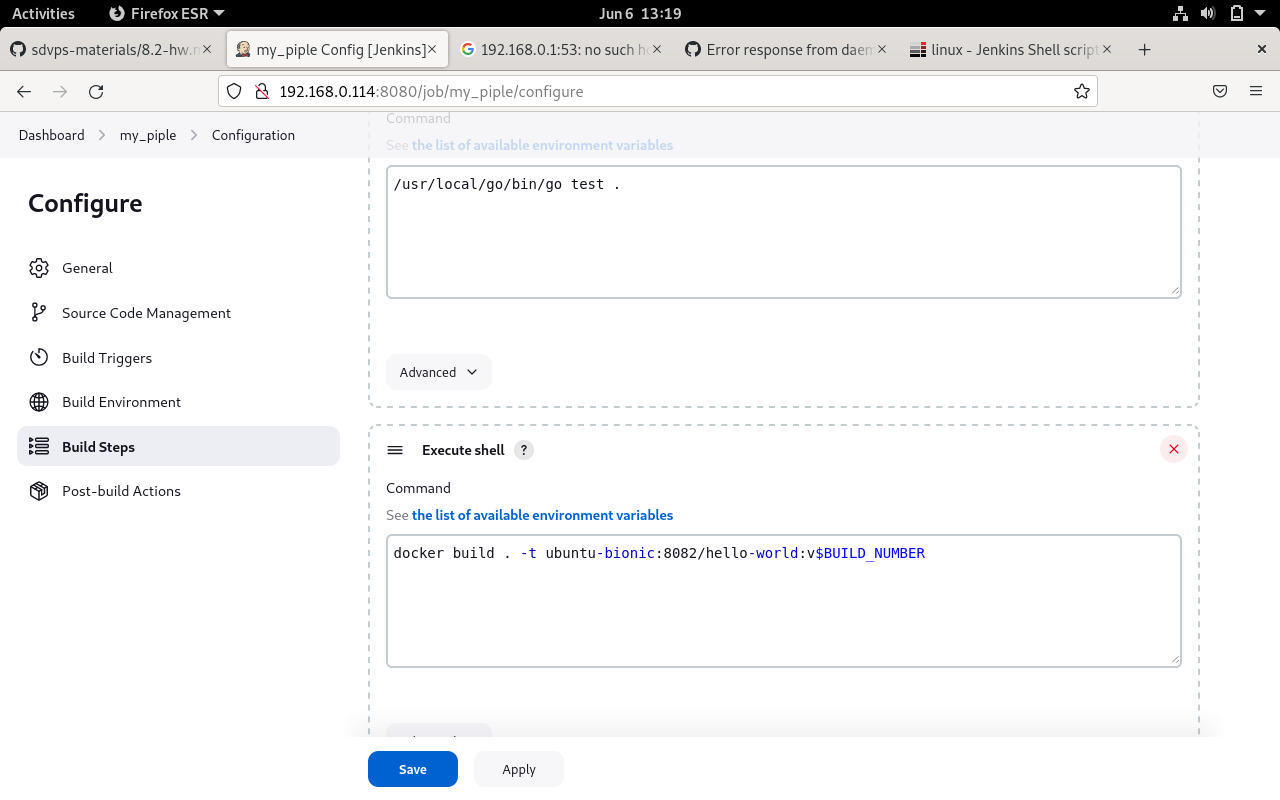 Activities Firefox ESR Jun 6 13:19
sdvps-materials/8.2-hw.m my_piple Config [Jenkins] 192.168.0.1:53: no such ho Error response from daem linux - Jenkins Shell script
192.168.0.114:8080/job/my_piple/configure
Dashboard my_piple Configuration
Command
See the list of available environment variables
/usr/local/go/bin/go test .
Configure
General
Source Code Management
Build Triggers
Build Environment
Build Steps
Post-build Actions
Advanced
Execute shell ?
Command
See the list of available environment variables
docker build . -t ubuntu-bionic:8082/hello-world:v$BUILD_NUMBER
Save Apply